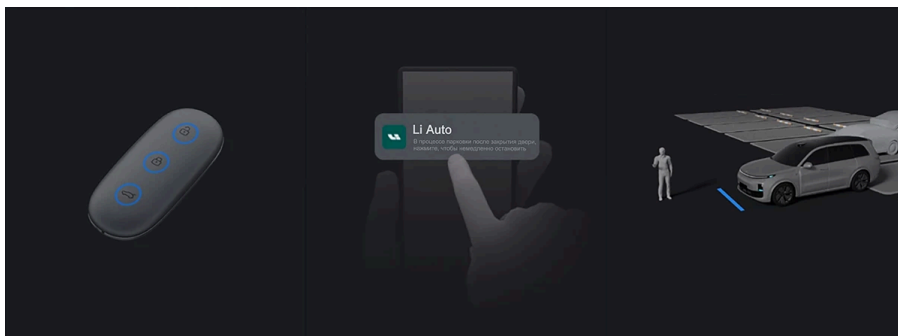 Li Auto
В процессе парковки после закрытия двери,
нажмите, чтобы немедленно остановить